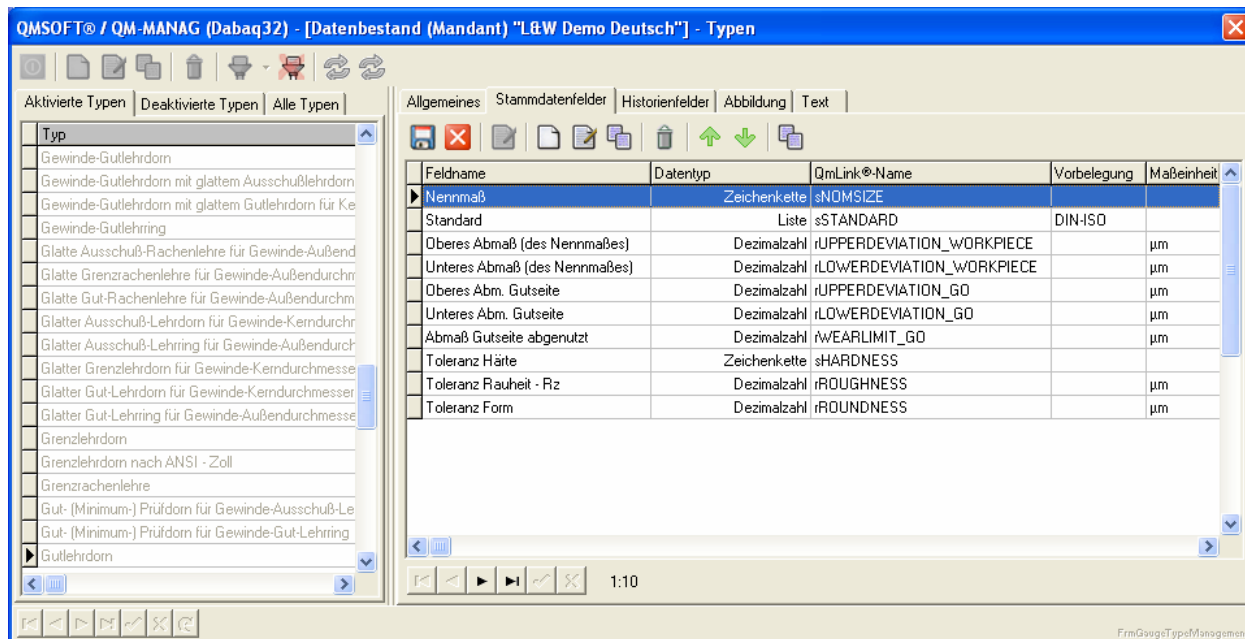 QMSOFT® / QM-MANAG (Dabaq32) - [Datenbestand (Mandant) "L&W Demo Deutsch"] - Typen
Aktivierte Typen Deaktivierte Typen Alle Typen
Typ
Gewinde-Gutlehrdorn
Gewinde-Gutlehrdorn mit glattem Ausschußlehrdorn
Gewinde-Gutlehrdorn mit glattem Gutlehrdorn für Ke
Gewinde-Gutlehrring
Glatte Ausschuß-Rachenlehre für Gewinde-Außend
Glatte Grenzrachenlehre für Gewinde-Außendurchm
Glatte Gut-Rachenlehre für Gewinde-Außendurchm
Glatter Ausschuß-Lehrdorn für Gewinde-Kerndurchr
Glatter Ausschuß-Lehrring für Gewinde-Außendurch
Glatter Grenzlehrdorn für Gewinde-Kerndurchmesse
Glatter Gut-Lehrdorn für Gewinde-Kerndurchmesser
Glatter Gut-Lehrring für Gewinde-Außendurchmesse
Grenzlehrdorn
Grenzlehrdorn nach ANSI - Zoll
Grenzrachenlehre
Gut- (Minimum-) Prüfdorn für Gewinde-Ausschuß-Le
Gut- (Minimum-) Prüfdorn für Gewinde-Gut-Lehrring
Gutlehrdorn
Allgemeines Stammdatenfelder Historienfelder Abbildung Text
Feldname Datentyp QmLink®-Name Vorbelegung Maßeinheit
Nennmaß Zeichenkette sNOMSIZE
Standard Liste sSTANDARD DIN-ISO
Oberes Abmaß (des Nennmaßes) Dezimalzahl rUPPERDEVIATION_WORKPIECE µm
Unteres Abmaß (des Nennmaßes) Dezimalzahl rLOWERDEVIATION_WORKPIECE µm
Oberes Abm. Gutseite Dezimalzahl rUPPERDEVIATION_GO µm
Unteres Abm. Gutseite Dezimalzahl rLOWERDEVIATION_GO µm
Abmaß Gutseite abgenutzt Dezimalzahl rWEARLIMIT_GO µm
Toleranz Härte Zeichenkette sHARDNESS
Toleranz Rauheit - Rz Dezimalzahl rROUGHNESS µm
Toleranz Form Dezimalzahl rROUNDNESS µm
1:10
FrmGaugeTypeManagemen